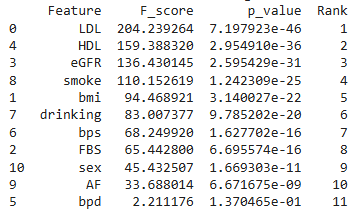 Feature F_score p_value Rank
0 LDL 204.239264 7.197923e-46 1
4 HDL 159.388320 2.954910e-36 2
3 eGFR 136.430145 2.595429e-31 3
8 smoke 110.152619 1.242309e-25 4
1 bmi 94.468921 3.140027e-22 5
7 drinking 83.007377 9.785202e-20 6
6 bps 68.249920 1.627702e-16 7
2 FBS 65.442800 6.695574e-16 8
10 sex 45.432507 1.669303e-11 9
9 AF 33.688014 6.671675e-09 10
5 bpd 2.211176 1.370465e-01 11